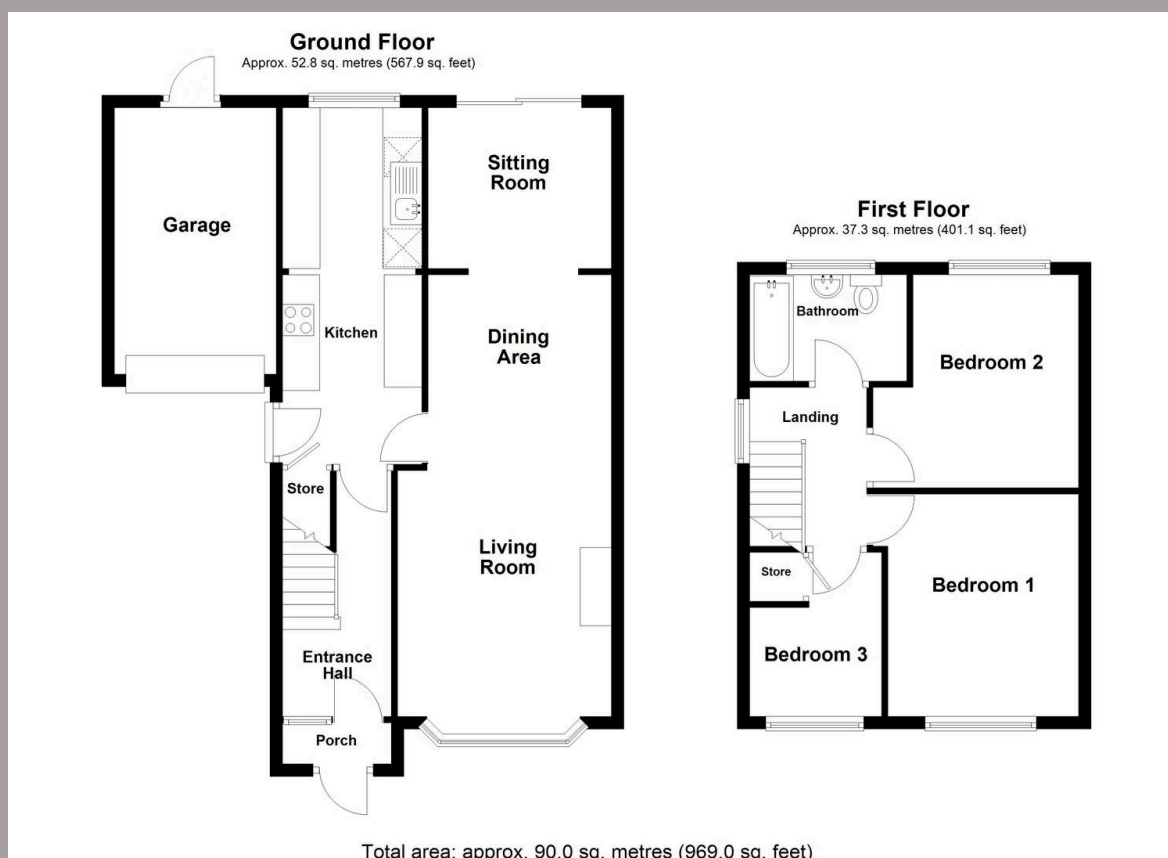 Ground Floor
Approx. 52.8 sq. metres (567.9 sq. feet)
Sitting
Room
Garage
Kitchen
Dining
Area
Store
Living
Room
Entrance
Hall
Porch
First Floor
Approx. 37.3 sq. metres (401.1 sq. feet)
Bathroom
Bedroom 2
Landing
Store
Bedroom 1
Bedroom 3
Total area: approx. 90.0 sq. metres (969.0 sq. feet)